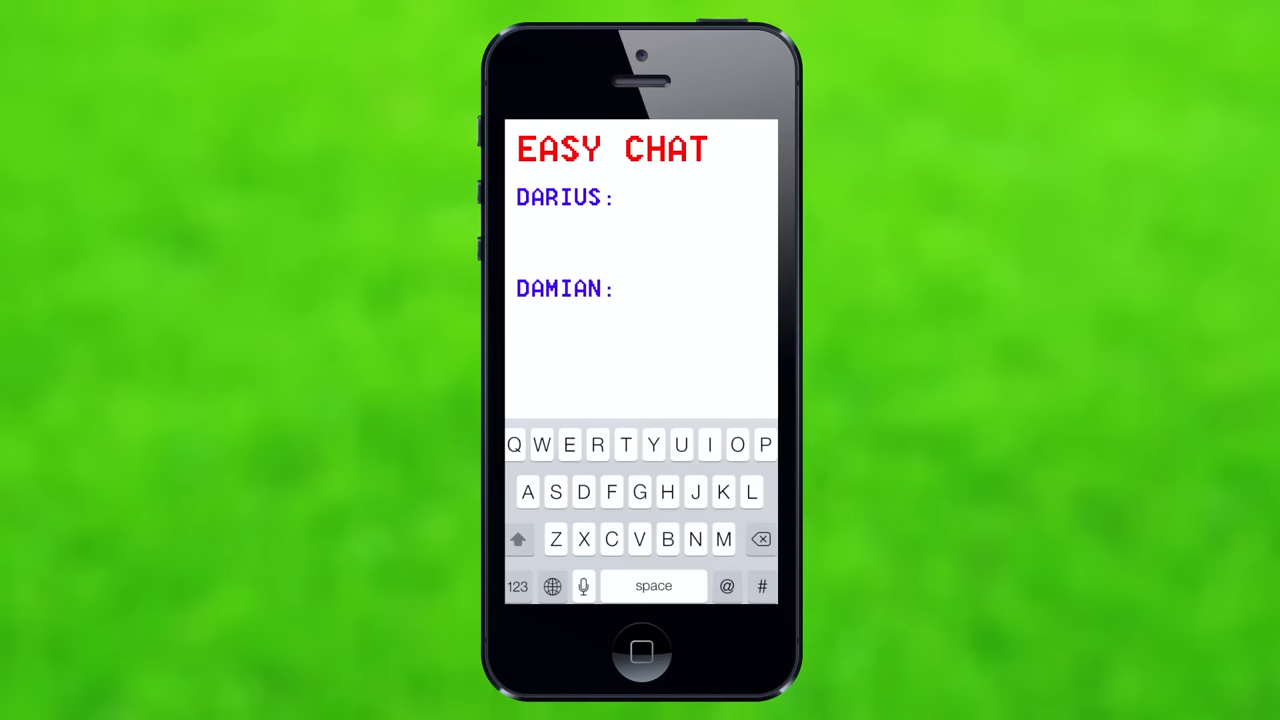 EASY CHAT
DARIUS:
DAMIAN:
Q W E R T Y U I O P
A S D F G H J K L
Z X C V B N M
123 space @ #